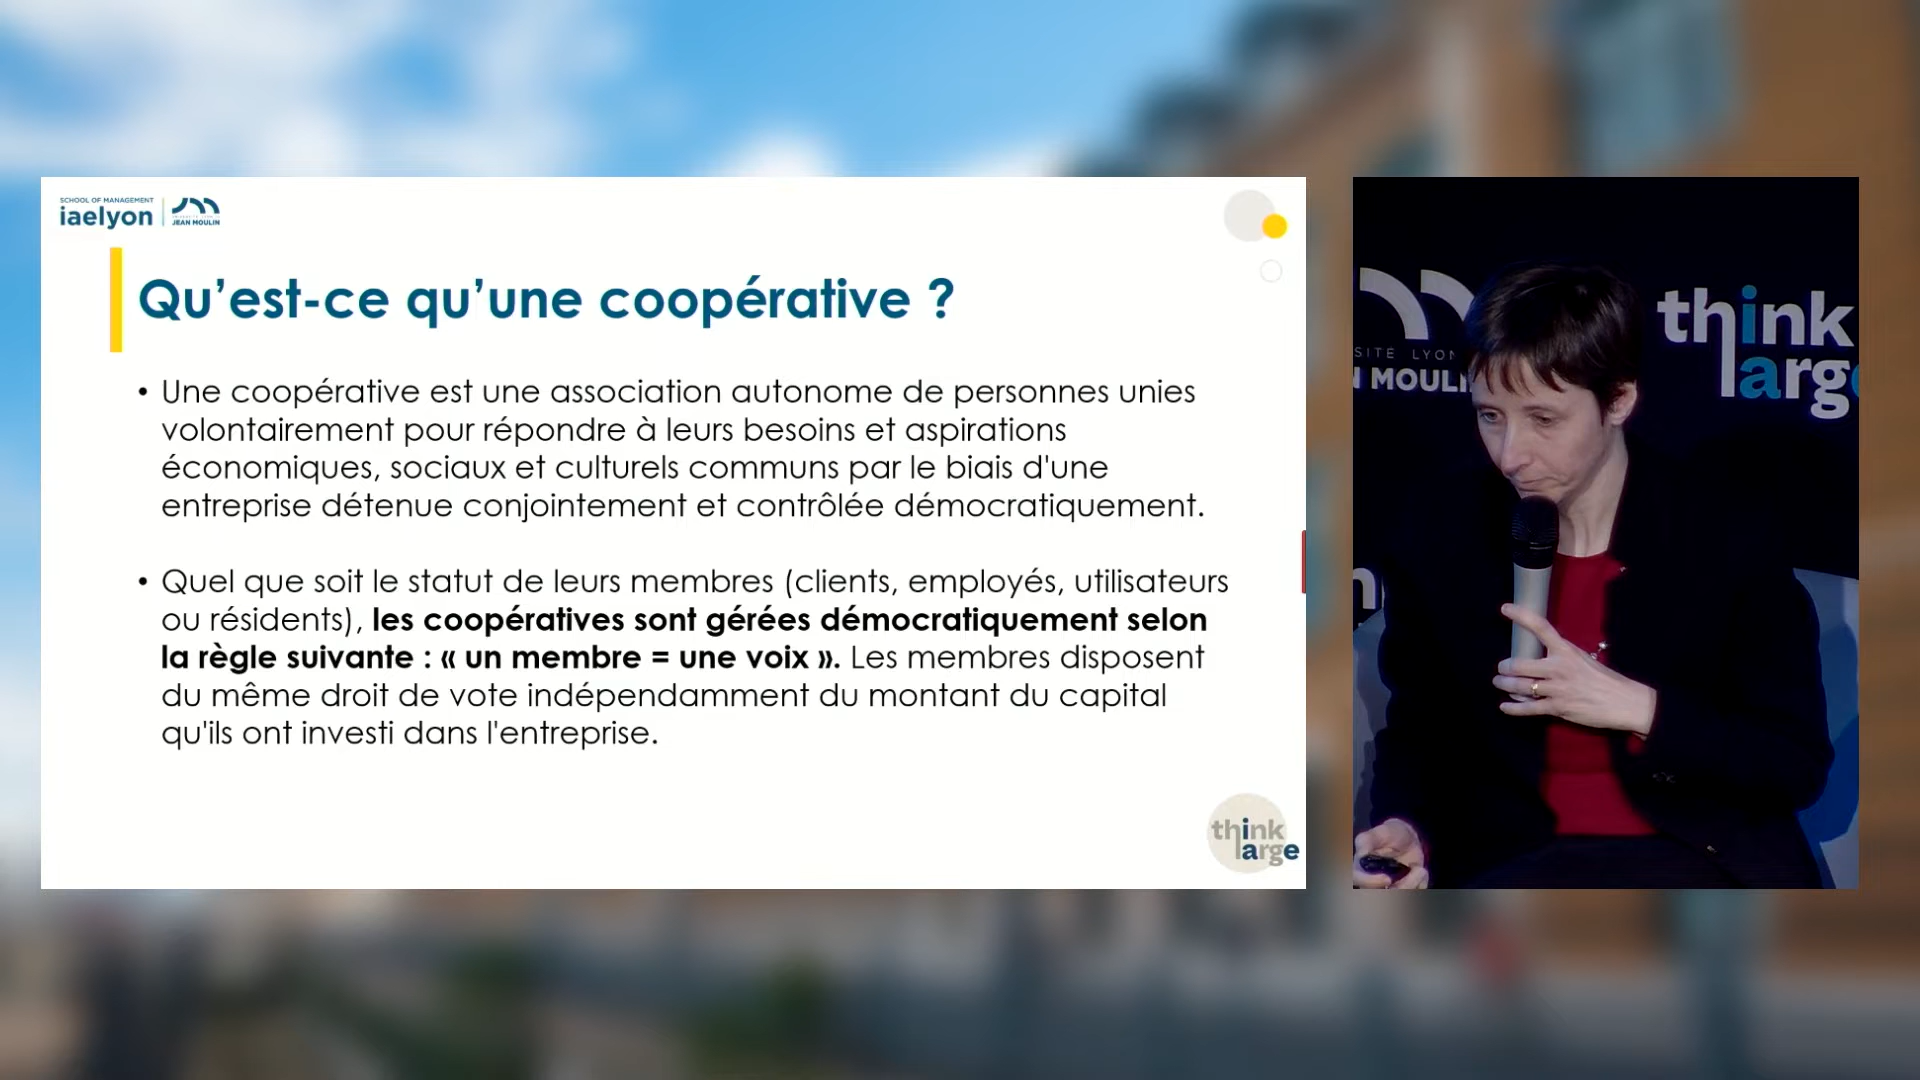 SCHOOL OF MANAGEMENT
iaelyon
JEAN MOULIN
Qu’est-ce qu’une coopérative ?
• Une coopérative est une association autonome de personnes unies
volontairement pour répondre à leurs besoins et aspirations
économiques, sociaux et culturels communs par le biais d'une
entreprise détenue conjointement et contrôlée démocratiquement.
• Quel que soit le statut de leurs membres (clients, employés, utilisateurs
ou résidents), les coopératives sont gérées démocratiquement selon
la règle suivante : « un membre = une voix ». Les membres disposent
du même droit de vote indépendamment du montant du capital
qu'ils ont investi dans l'entreprise.
think
large
SITÉ LYON
N MOULI
think
large